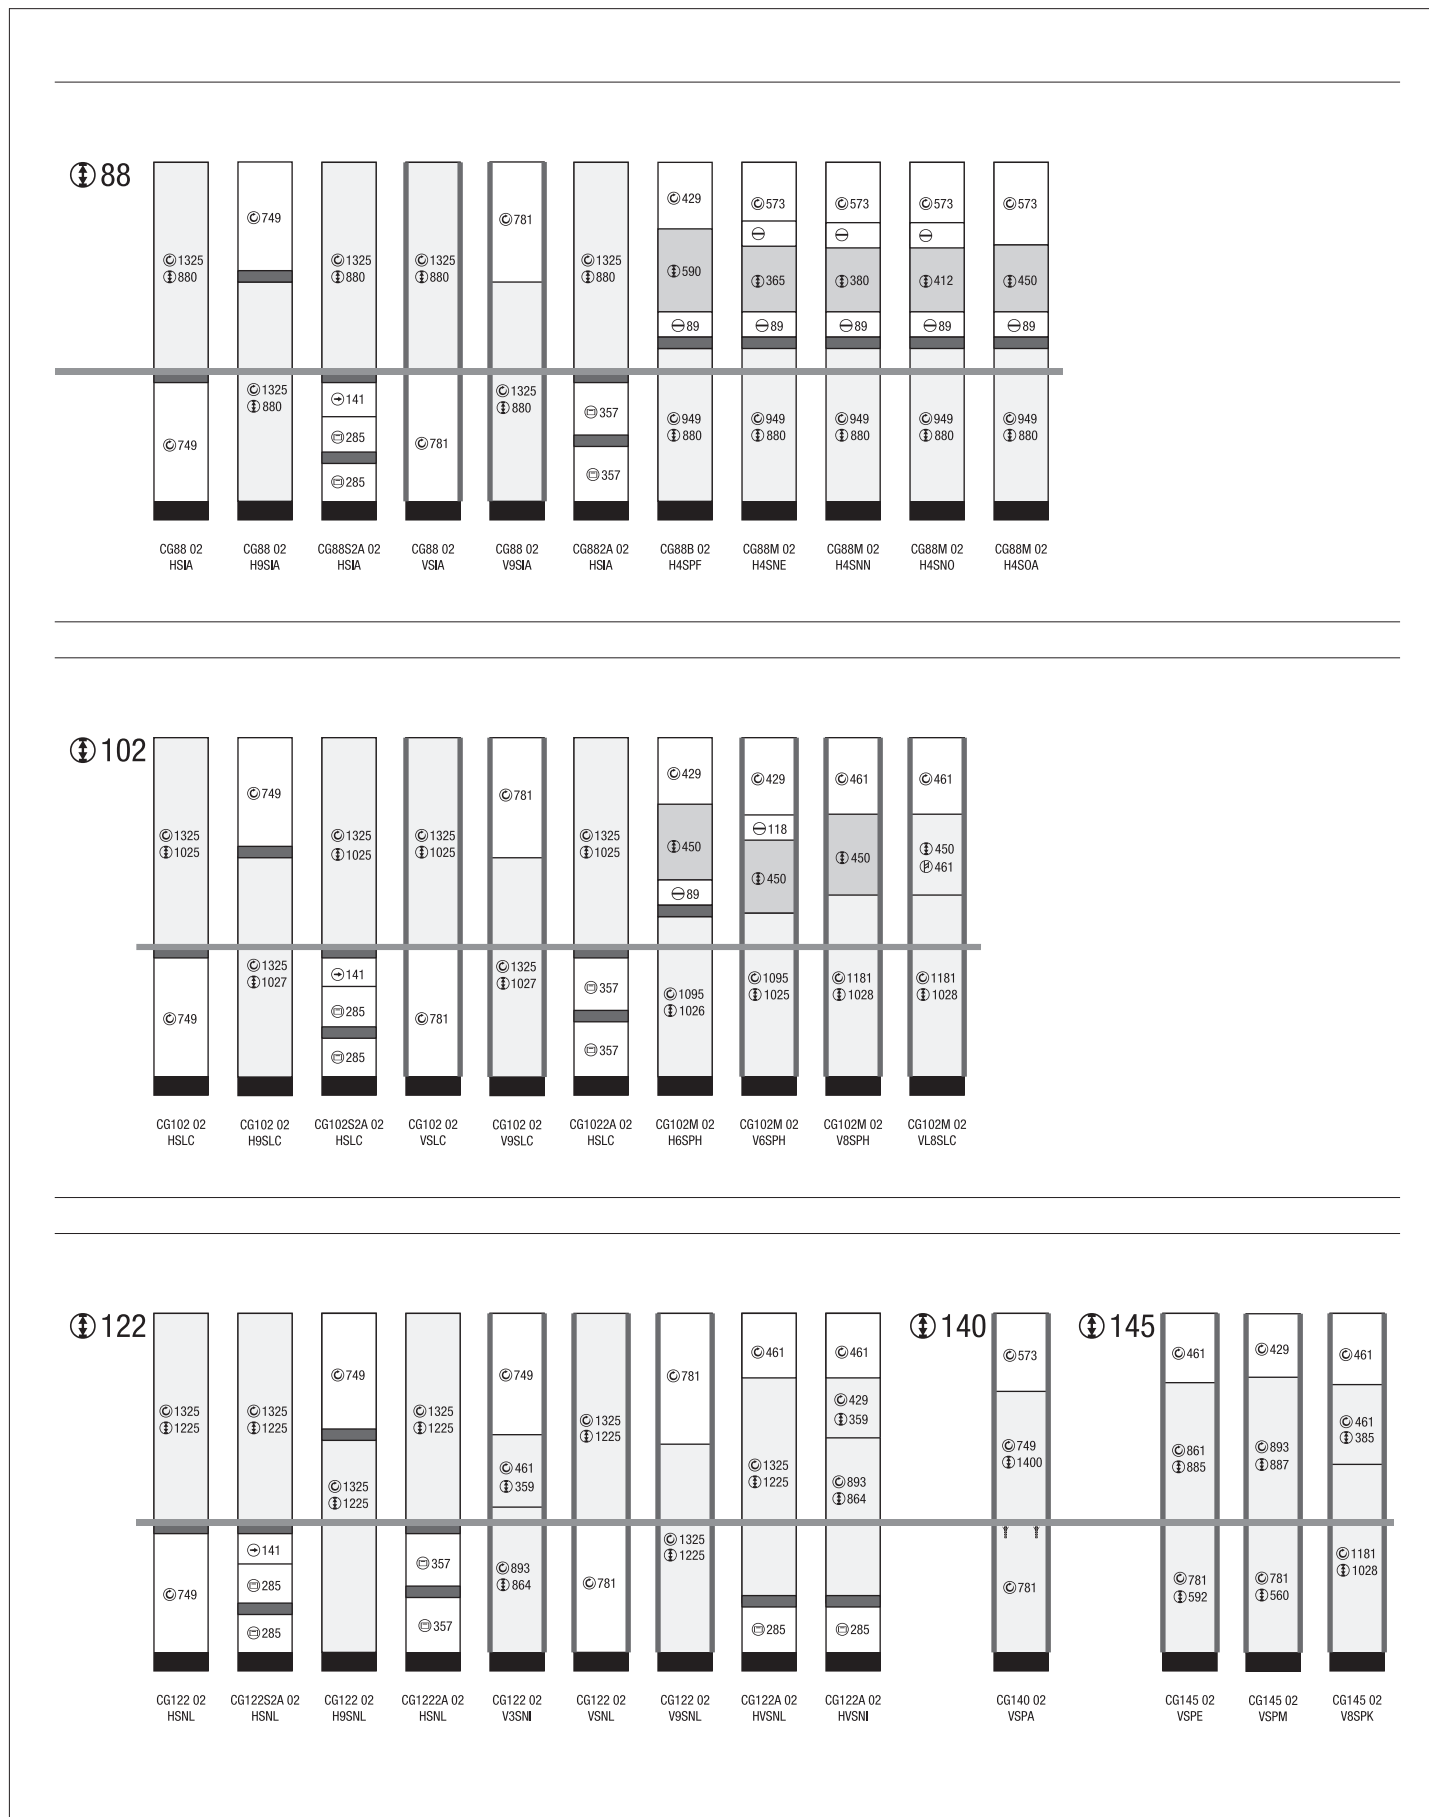 88
1325
880
749
CG88 02
HSIA
749
1325
880
CG88 02
H9SIA
1325
880
141
285
285
CG88S2A 02
HSIA
1325
880
781
CG88 02
VSIA
781
1325
880
CG88 02
V9SIA
1325
880
357
357
CG882A 02
HSIA
429
590
89
949
880
CG88B 02
H4SPF
573
365
89
949
880
CG88M 02
H4SNE
573
380
89
949
880
CG88M 02
H4SNN
573
412
89
949
880
CG88M 02
H4SNO
573
450
89
949
880
CG88M 02
H4SOA
102
1325
1025
749
CG102 02
HSLC
749
1325
1027
CG102 02
H9SLC
1325
1025
141
285
285
CG102S2A 02
HSLC
1325
1025
781
CG102 02
VSLC
781
1325
1027
CG102 02
V9SLC
1325
1025
357
357
CG1022A 02
HSLC
429
450
89
1095
1026
CG102M 02
H6SPH
429
118
450
1095
1025
CG102M 02
V6SPH
461
450
1181
1028
CG102M 02
V8SPH
461
450
461
1181
1028
CG102M 02
VL8SLC
122
1325
1225
749
CG122 02
HSNL
1325
1225
141
285
285
CG122S2A 02
HSNL
749
1325
1225
CG122 02
H9SNL
1325
1225
357
357
CG1222A 02
HSNL
749
461
359
893
864
CG122 02
V3SNI
1325
1225
781
CG122 02
VSNL
781
1325
1225
CG122 02
V9SNL
461
1325
1225
285
CG122A 02
HVSNL
461
429
359
893
864
285
CG122A 02
HVSNI
140
573
749
1400
781
CG140 02
VSPA
145
461
861
885
781
592
CG145 02
VSPE
429
893
887
781
560
CG145 02
VSPM
461
461
385
1181
1028
CG145 02
V8SPK